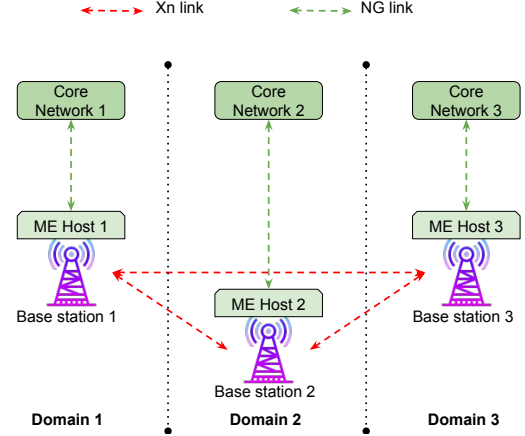 Xn link
NG link
Core
Network 1
Core
Network 2
Core
Network 3
ME Host 1
ME Host 3
Base station 1
ME Host 2
Base station 3
Base station 2
Domain 1
Domain 2
Domain 3